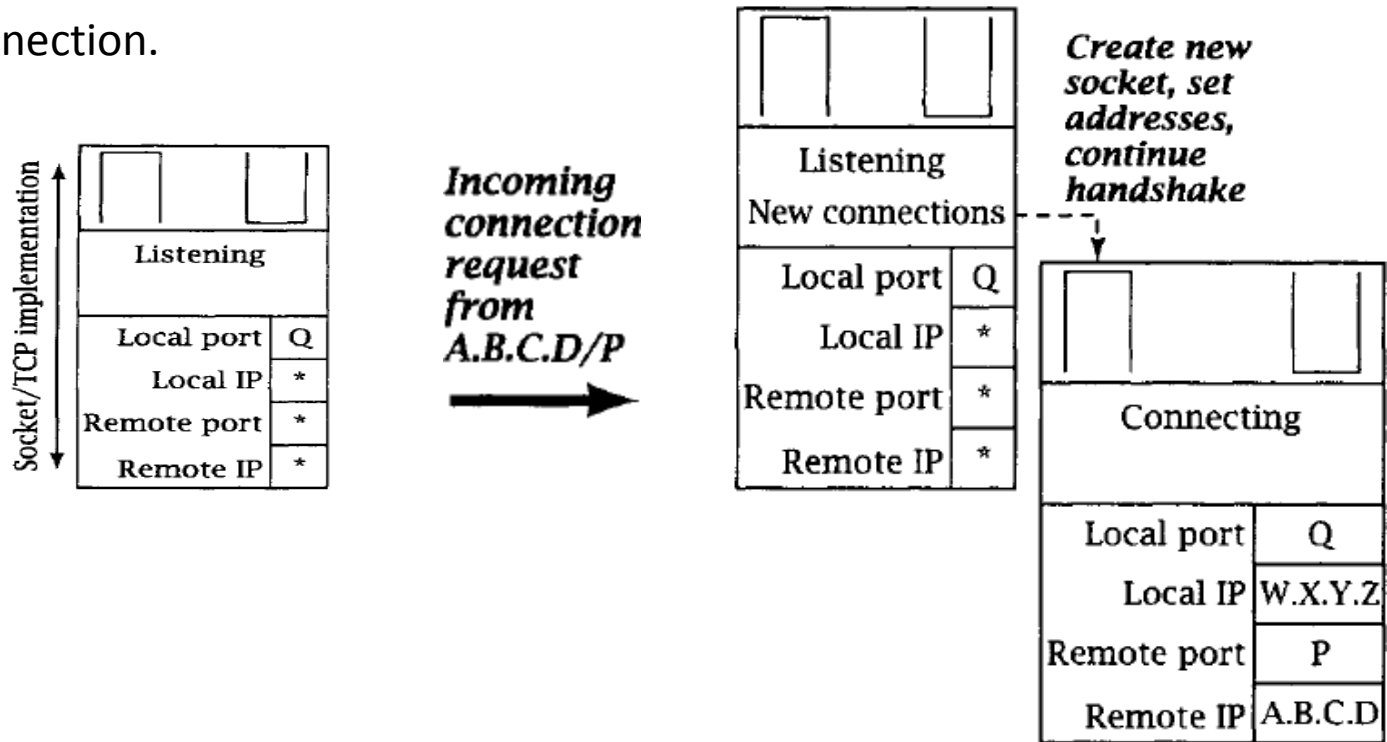 nection.
Socket/TCP implementation
Listening
Local port Q
Local IP *
Remote port *
Remote IP *
Incoming
connection
request
from
A.B.C.D/P
Listening
New connections
Local port Q
Local IP *
Remote port *
Remote IP *
Create new
socket, set
addresses,
continue
handshake
Connecting
Local port Q
Local IP W.X.Y.Z
Remote port P
Remote IP A.B.C.D